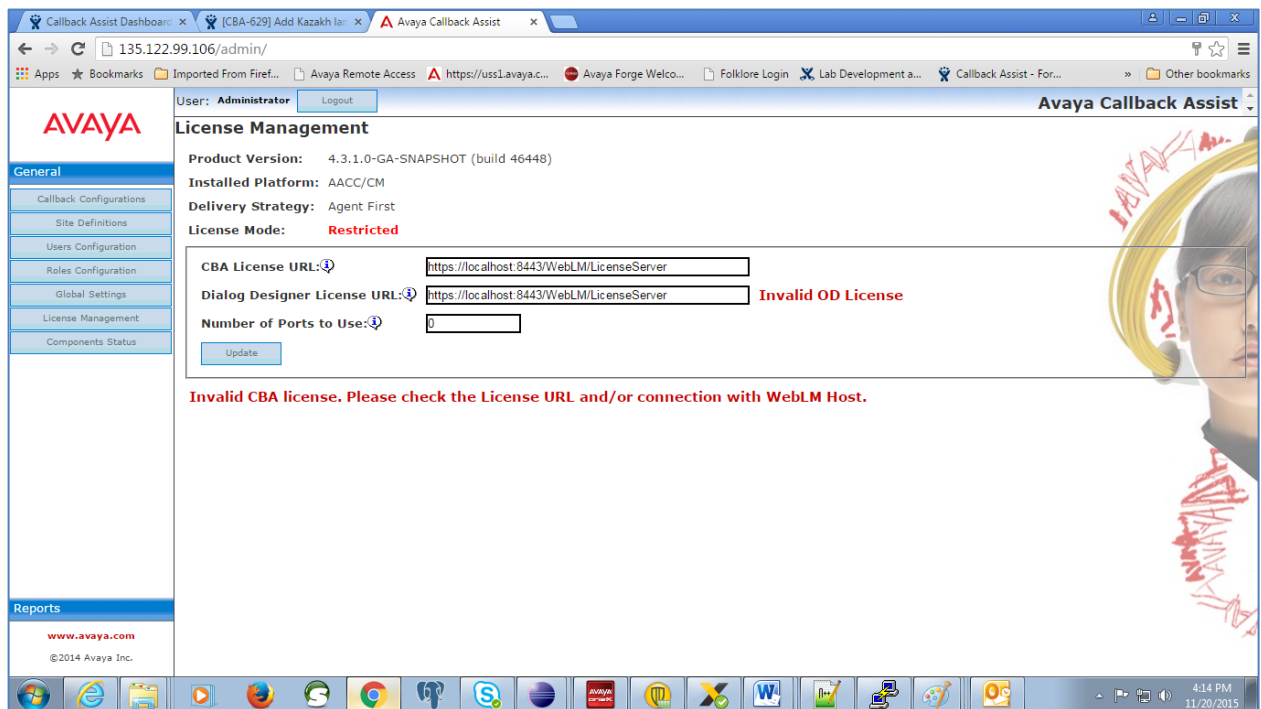 Callback Assist Dashboard
[CBA-629] Add Kazakh lan
Avaya Callback Assist
135.122.99.106/admin/
Apps
Bookmarks
Imported From Firef...
Avaya Remote Access
https://uss1.avaya.c...
Avaya Forge Welco...
Folklore Login
Lab Development a...
Callback Assist - For...
»
Other bookmarks
AVAYA
User: Administrator
Logout
Avaya Callback Assist
License Management
Product Version: 4.3.1.0-GA-SNAPSHOT (build 46448)
Installed Platform: AACC/CM
Delivery Strategy: Agent First
License Mode: Restricted
General
Callback Configurations
Site Definitions
Users Configuration
Roles Configuration
Global Settings
License Management
Components Status
CBA License URL: https://localhost:8443/WebLM/LicenseServer
Dialog Designer License URL: https://localhost:8443/WebLM/LicenseServer Invalid OD License
Number of Ports to Use: 0
Update
Invalid CBA license. Please check the License URL and/or connection with WebLM Host.
Reports
www.avaya.com
©2014 Avaya Inc.
AVAYA
4:14 PM
11/20/2015